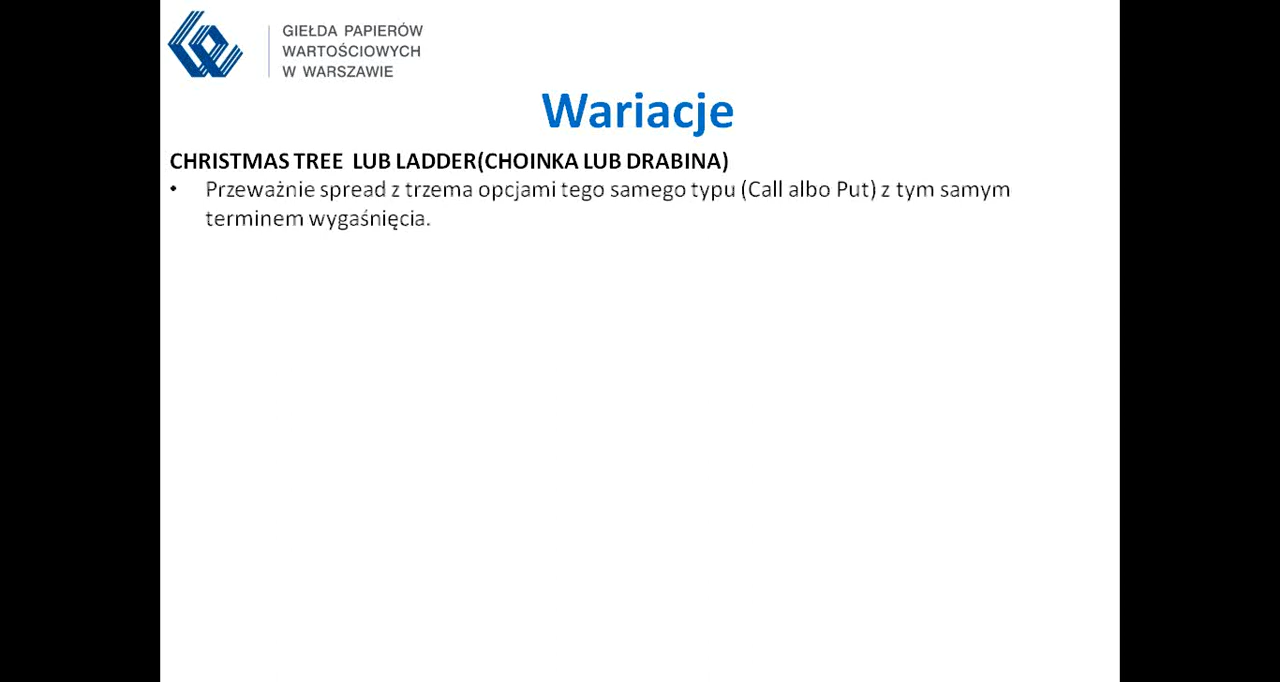 GIEŁDA PAPIERÓW
WARTOŚCIOWYCH
W WARSZAWIE
Wariacje
CHRISTMAS TREE LUB LADDER(CHOINKA LUB DRABINA)
• Przeważnie spread z trzema opcjami tego samego typu (Call albo Put) z tym samym
terminem wygaśnięcia.